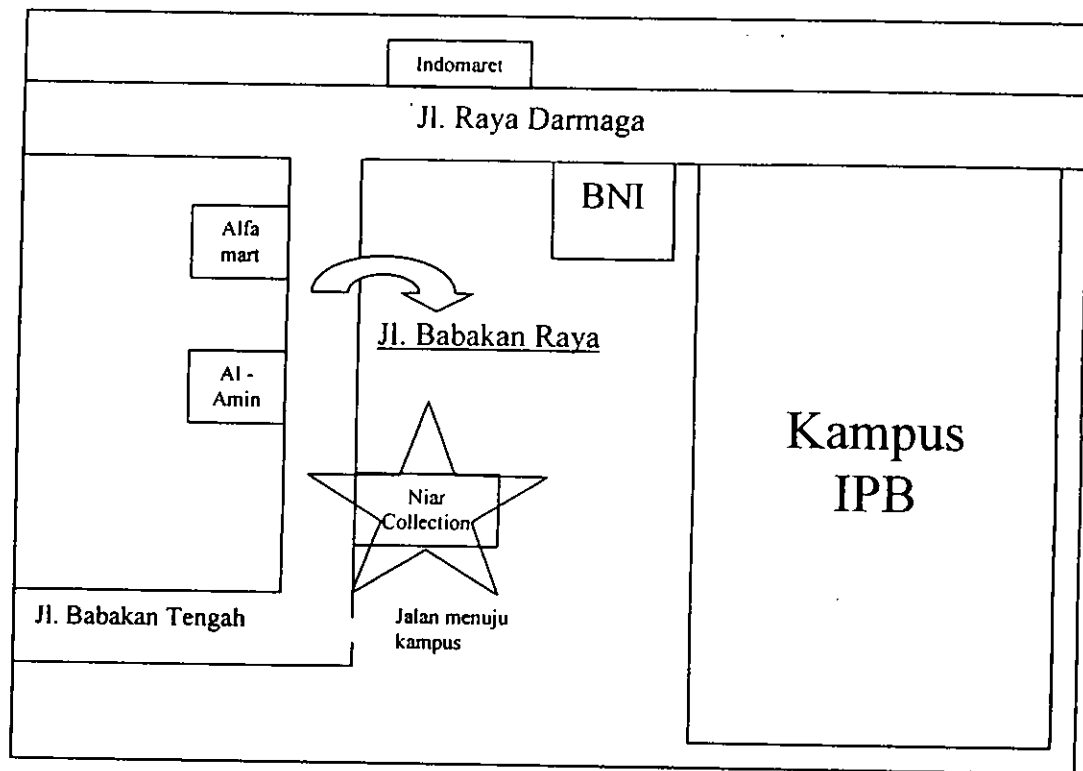 Indomaret
Jl. Raya Darmaga
BNI
Alfa
mart
Jl. Babakan Raya
Al -
Amin
Kampus
IPB
Niar
Collection
Jl. Babakan Tengah
Jalan menuju
kampus